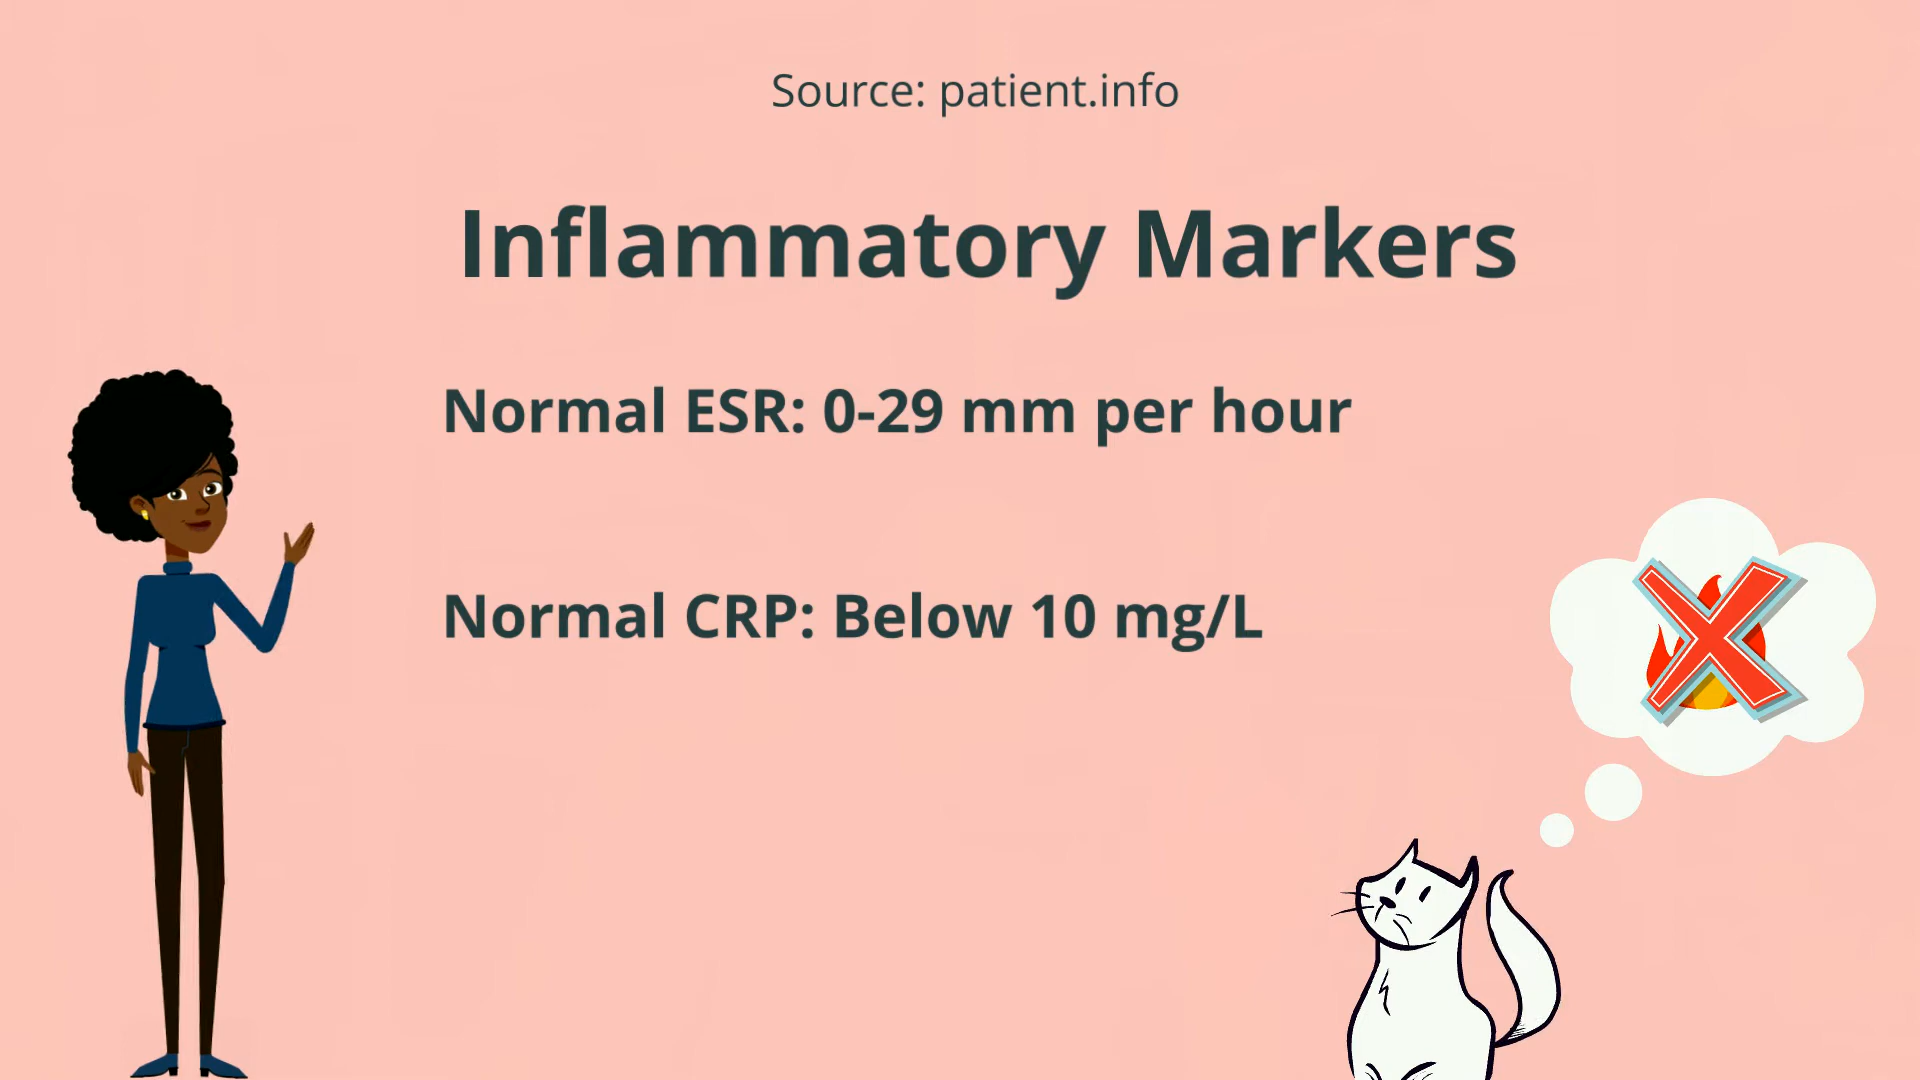 Source: patient.info
Inflammatory Markers
Normal ESR: 0-29 mm per hour
Normal CRP: Below 10 mg/L